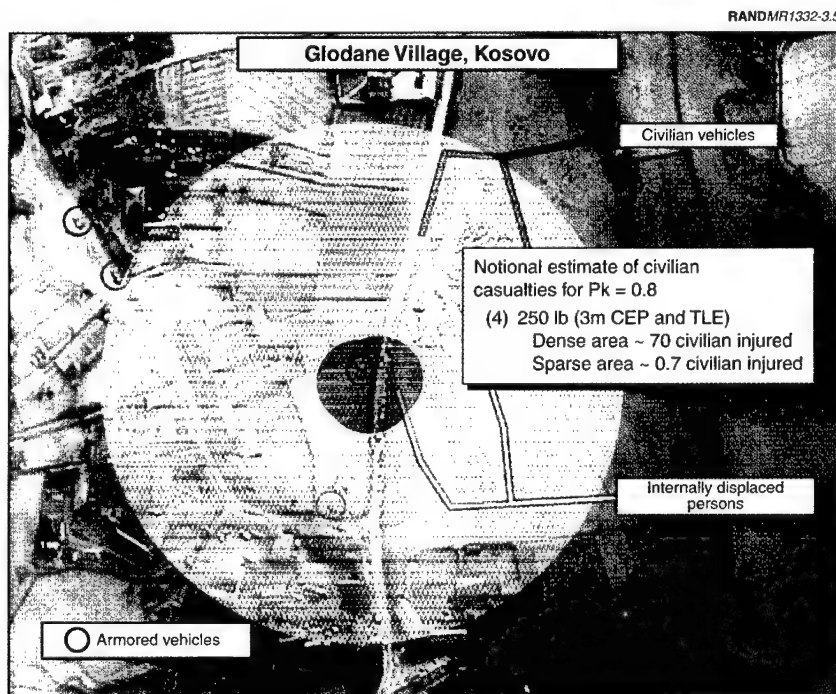 RANDMR1332-3.5
Glodane Village, Kosovo
Civilian vehicles
Notional estimate of civilian
casualties for Pk = 0.8
(4) 250 lb (3m CEP and TLE)
Dense area ~ 70 civilian injured
Sparse area ~ 0.7 civilian injured
Internally displaced
persons
Armored vehicles